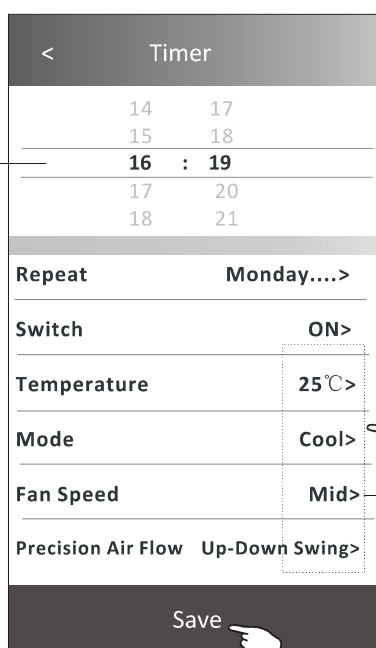 < Timer
14 17
15 18
16 : 19
17 20
18 21
Repeat Monday....>
Switch ON>
Temperature 25℃>
Mode Cool>
Fan Speed Mid>
Precision Air Flow Up-Down Swing>
Save